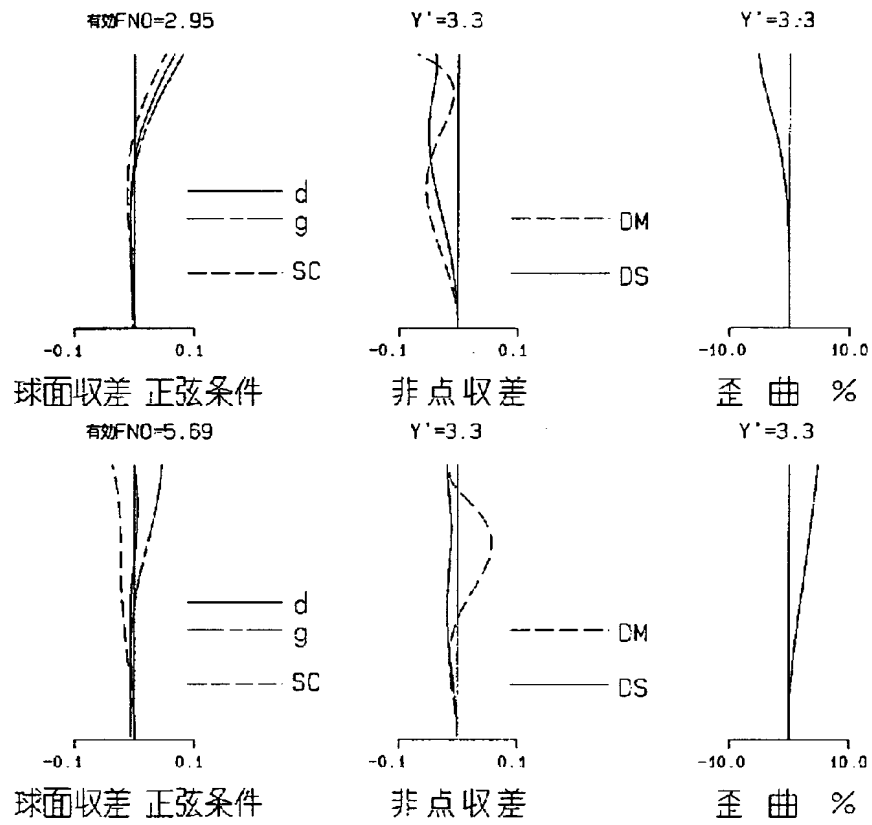 有効FNO=2.95
Y'=3.3
Y'=3.3
d
g
SC
DM
DS
-0.1 0.1
-0.1 0.1
-10.0 10.0
球面収差 正弦条件
非点収差
歪曲 %
有効FNO=5.69
Y'=3.3
Y'=3.3
d
g
SC
DM
DS
-0.1 0.1
-0.1 0.1
-10.0 10.0
球面収差 正弦条件
非点収差
歪曲 %